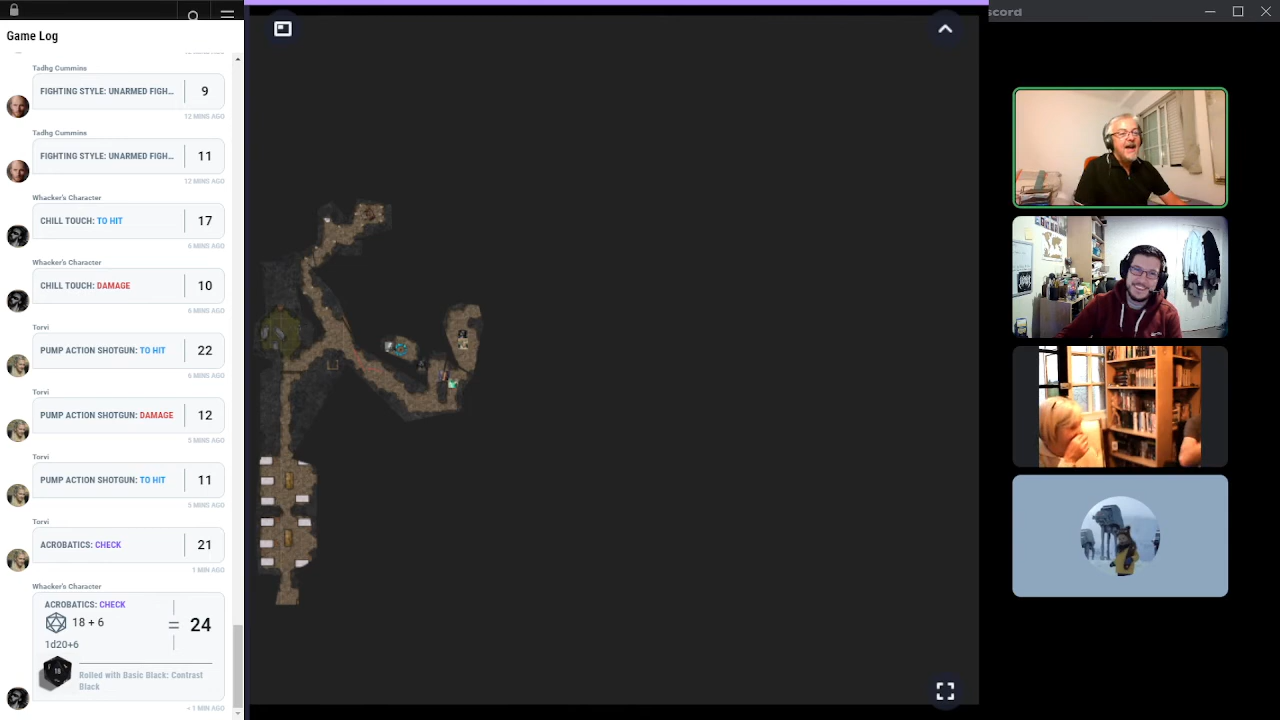 scord
Game Log
Tadhg Cummins
FIGHTING STYLE: UNARMED FIGH...
9
12 MINS AGO
Tadhg Cummins
FIGHTING STYLE: UNARMED FIGH...
11
12 MINS AGO
Whacker's Character
CHILL TOUCH: TO HIT
17
6 MINS AGO
Whacker's Character
CHILL TOUCH: DAMAGE
10
6 MINS AGO
Torvi
PUMP ACTION SHOTGUN: TO HIT
22
6 MINS AGO
Torvi
PUMP ACTION SHOTGUN: DAMAGE
12
5 MINS AGO
Torvi
PUMP ACTION SHOTGUN: TO HIT
11
5 MINS AGO
Torvi
ACROBATICS: CHECK
21
1 MIN AGO
Whacker's Character
ACROBATICS: CHECK
18 + 6
= 24
1d20+6
Rolled with Basic Black: Contrast
Black
< 1 MIN AGO